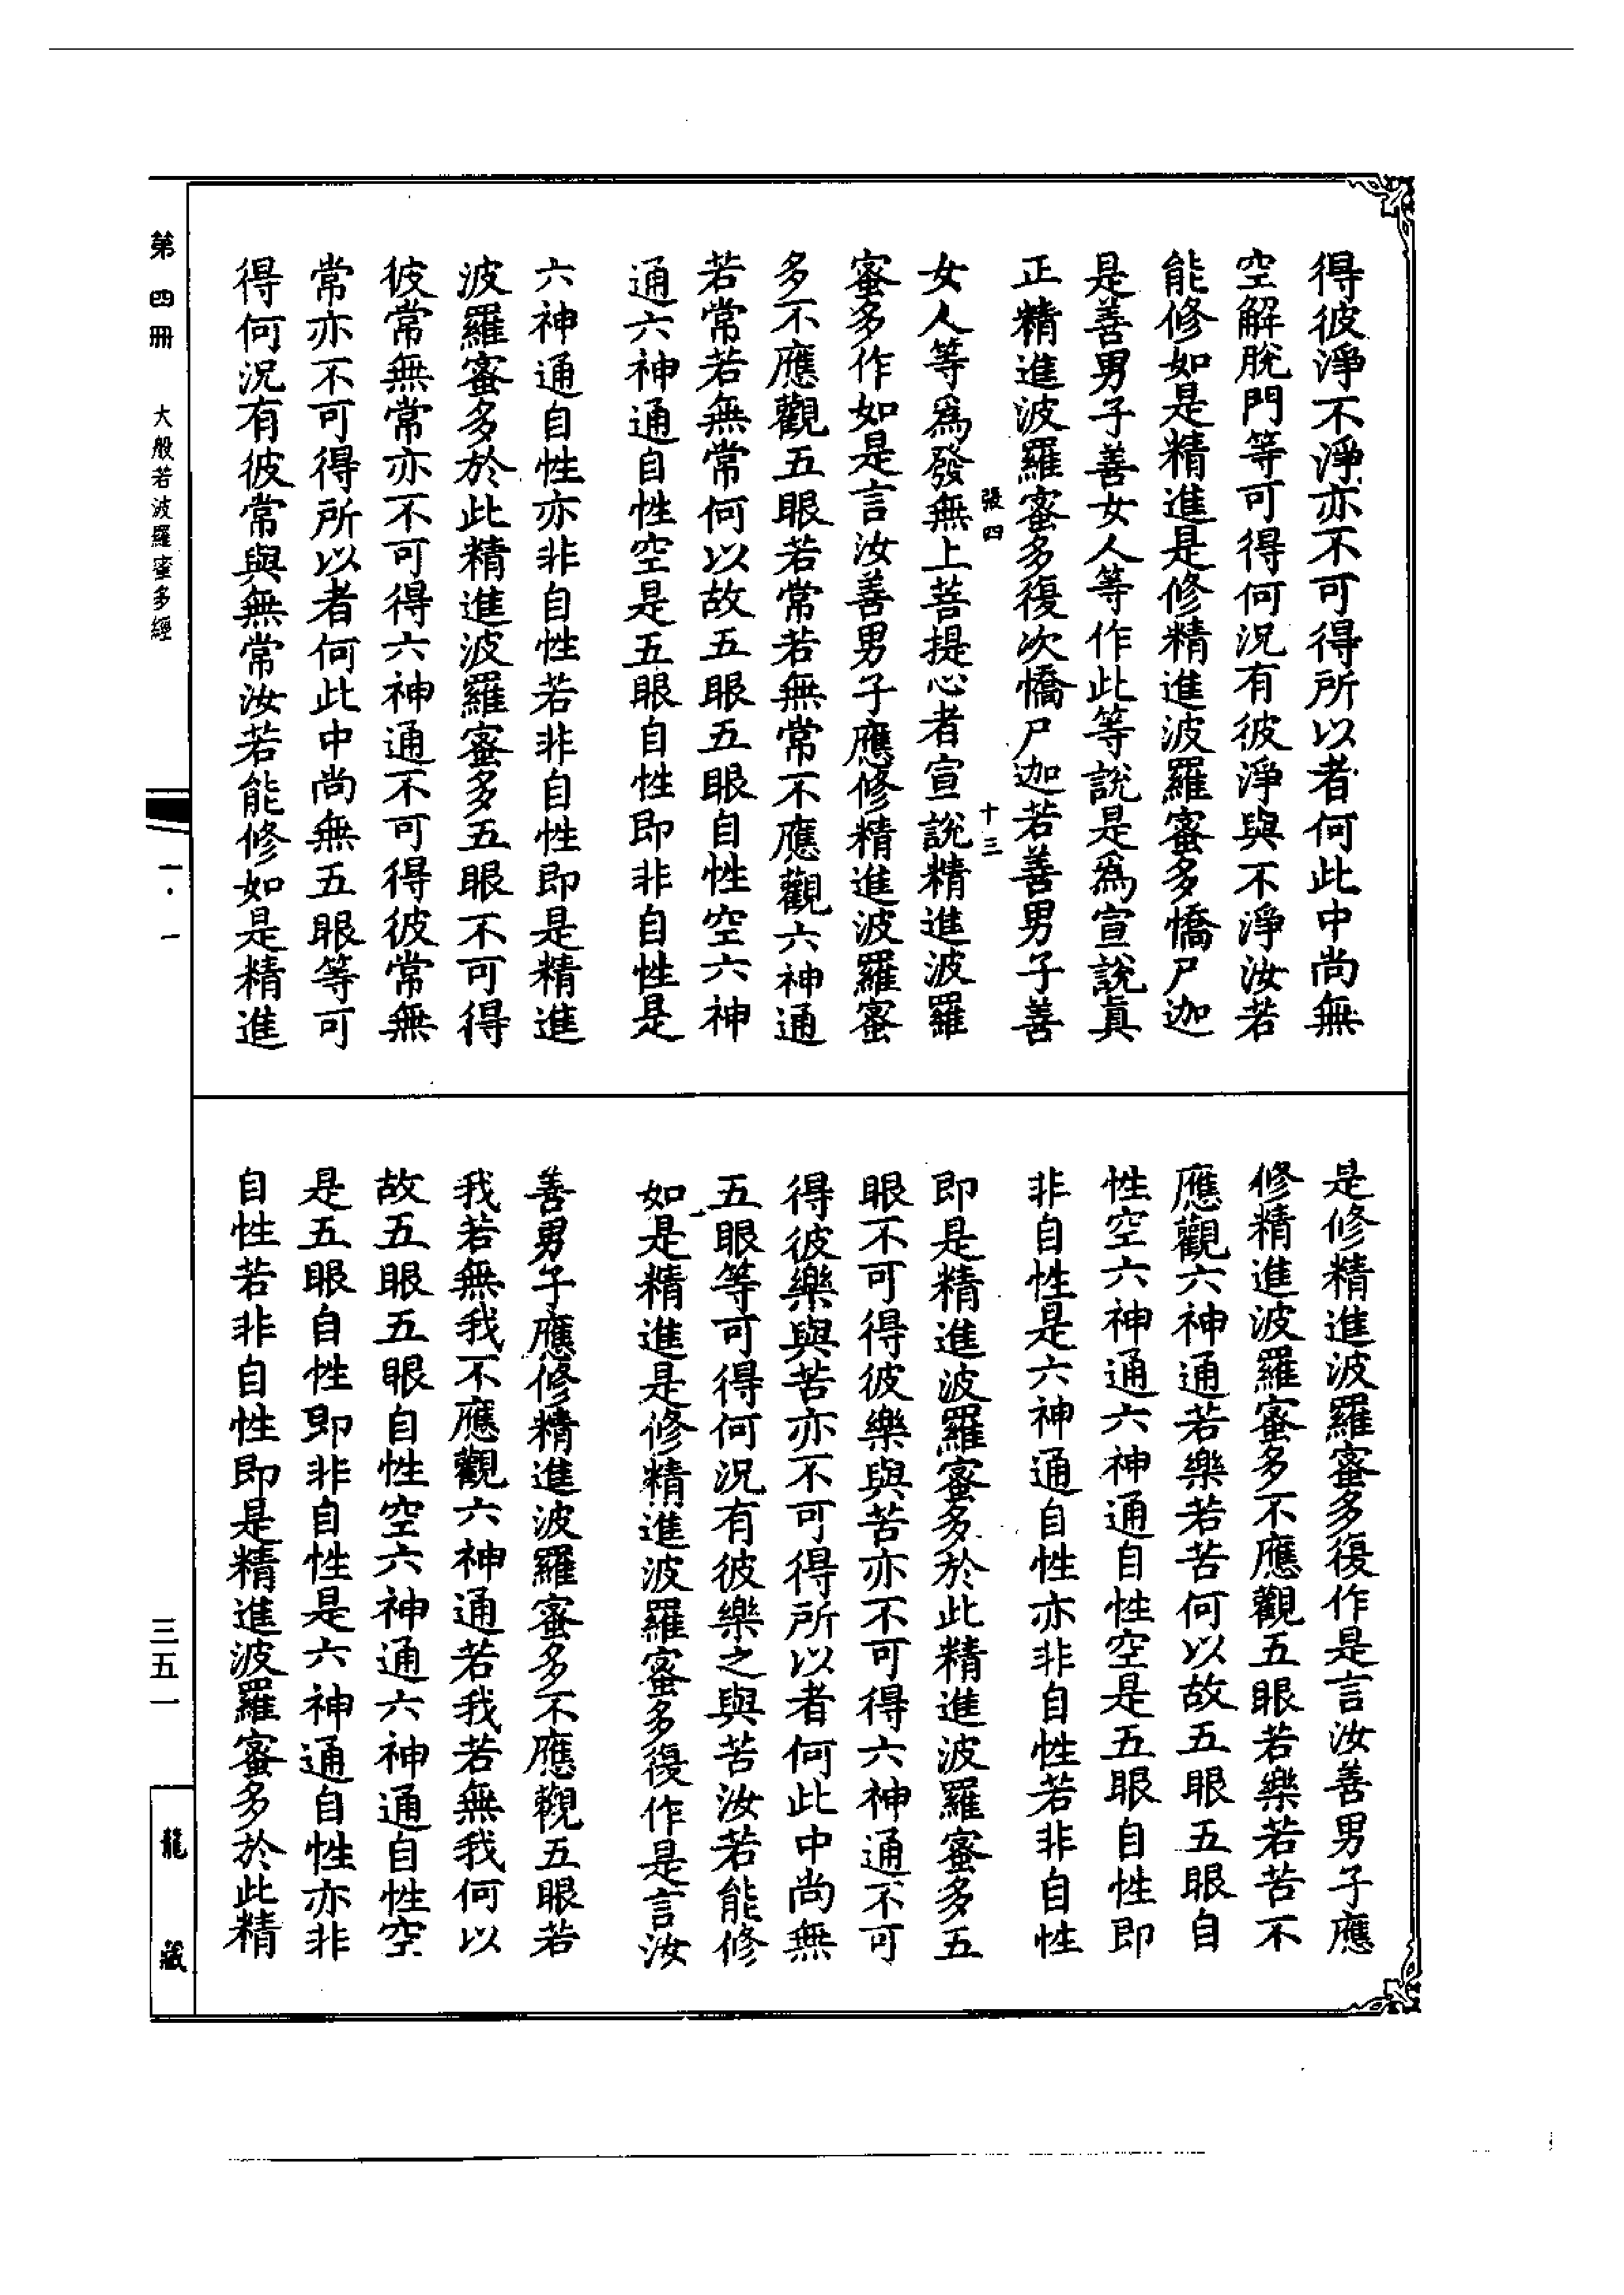 得彼淨不淨亦不可得所以者何此中尚無
空解脫門等可得何況有彼淨與不淨汝若
能修如是精進是修精進波羅蜜多憍尸迦
是善男子善女人等作此等說是爲宣說眞
正精進波羅蜜多復次憍尸迦若善男子善
張四 十三
女人等爲發無上菩提心者宣說精進波羅
蜜多作如是言汝善男子應修精進波羅蜜
多不應觀五眼若常若無常不應觀六神通
若常若無常何以故五眼五眼自性空六神
通六神通自性空是五眼自性即非自性是
六神通自性亦非自性若非自性即是精進
波羅蜜多於此精進波羅蜜多五眼不可得
彼常無常亦不可得六神通不可得彼常無
常亦不可得所以者何此中尚無五眼等可
得何況有彼常與無常汝若能修如是精進
是修精進波羅蜜多復作是言汝善男子應
修精進波羅蜜多不應觀五眼若樂若苦不
應觀六神通若樂若苦何以故五眼五眼自
性空六神通六神通自性空是五眼自性即
非自性是六神通自性亦非自性若非自性
即是精進波羅蜜多於此精進波羅蜜多五
眼不可得彼樂與苦亦不可得六神通不可
得彼樂與苦亦不可得所以者何此中尚無
五眼等可得何況有彼樂之與苦汝若能修
如是精進是修精進波羅蜜多復作是言汝
善男子應修精進波羅蜜多不應觀五眼若
我若無我不應觀六神通若我若無我何以
故五眼五眼自性空六神通六神通自性空
是五眼自性即非自性是六神通自性亦非
自性若非自性即是精進波羅蜜多於此精
第四冊 大般若波羅蜜多經 一·一 三五一 龍藏